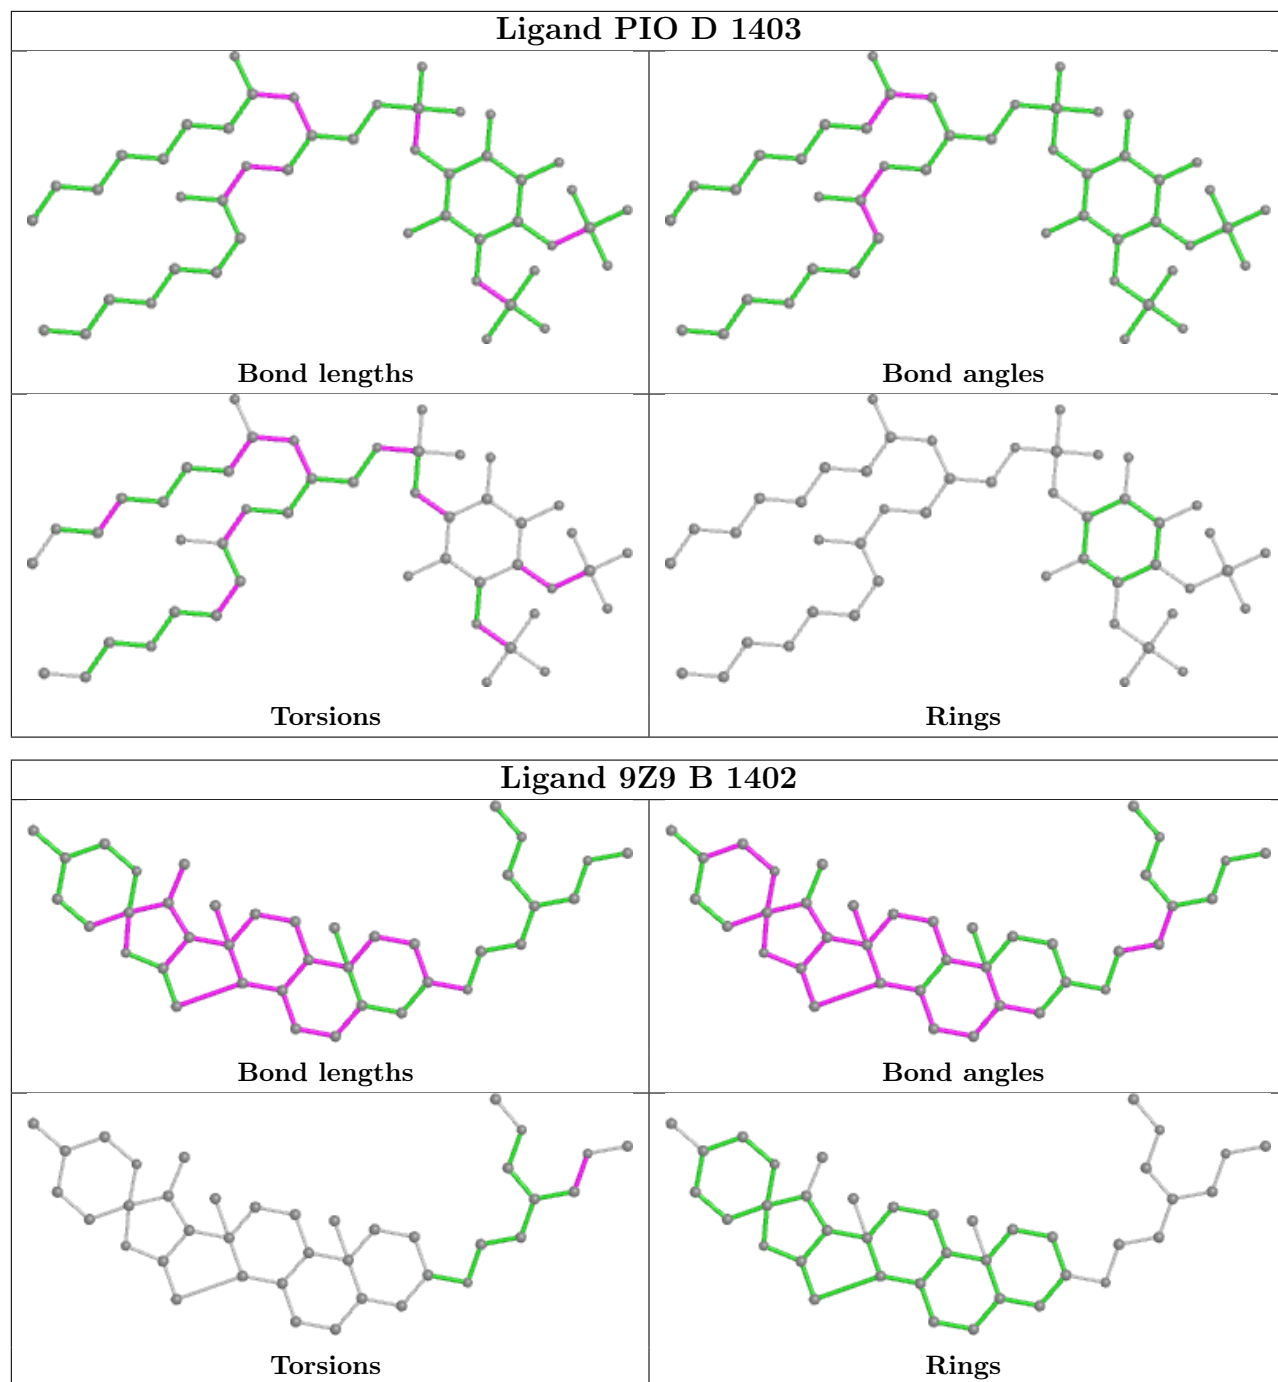 Ligand PIO D 1403
Bond lengths
Bond angles
Torsions
Rings
Ligand 9Z9 B 1402
Bond lengths
Bond angles
Torsions
Rings